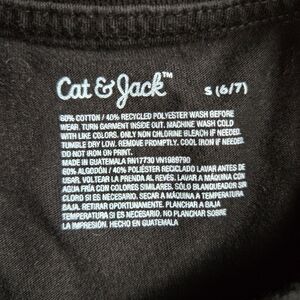 Cat & Jack™
S (6/7)
60% COTTON / 40% RECYCLED POLYESTER WASH BEFORE
WEAR. TURN GARMENT INSIDE OUT. MACHINE WASH COLD
WITH LIKE COLORS. ONLY NON CHLORINE BLEACH IF NEEDED.
TUMBLE DRY LOW. REMOVE PROMPTLY. COOL IRON IF NEEDED.
DO NOT IRON ON PRINT.
MADE IN GUATEMALA RN17730 VN1989790
60% ALGODÓN / 40% POLIÉSTER RECICLADO LAVAR ANTES DE
USAR. VOLTEAR LA PRENDA AL REVÉS. LAVAR A MÁQUINA CON
AGUA FRÍA CON COLORES SIMILARES. SÓLO BLANQUEADOR SIN
CLORO SI ES NECESARIO. SECAR A MÁQUINA A TEMPERATURA
BAJA. RETIRAR OPORTUNAMENTE. PLANCHAR A BAJA
TEMPERATURA SI ES NECESARIO. NO PLANCHAR SOBRE
LA IMPRESIÓN. HECHO EN GUATEMALA